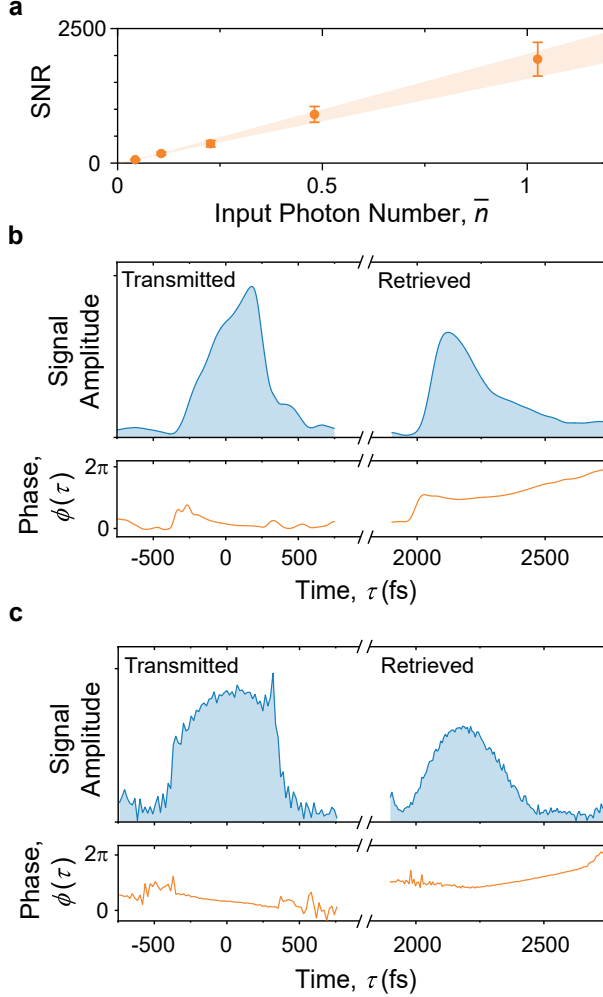 a
2500
SNR
0
0
0.5
1
Input Photon Number, n̅
b
Transmitted
Retrieved
Signal
Amplitude
2π
Phase,
ϕ(τ)
0
-500
0
500
2000
2500
Time, τ (fs)
c
Transmitted
Retrieved
Signal
Amplitude
2π
Phase,
ϕ(τ)
0
-500
0
500
2000
2500
Time, τ (fs)